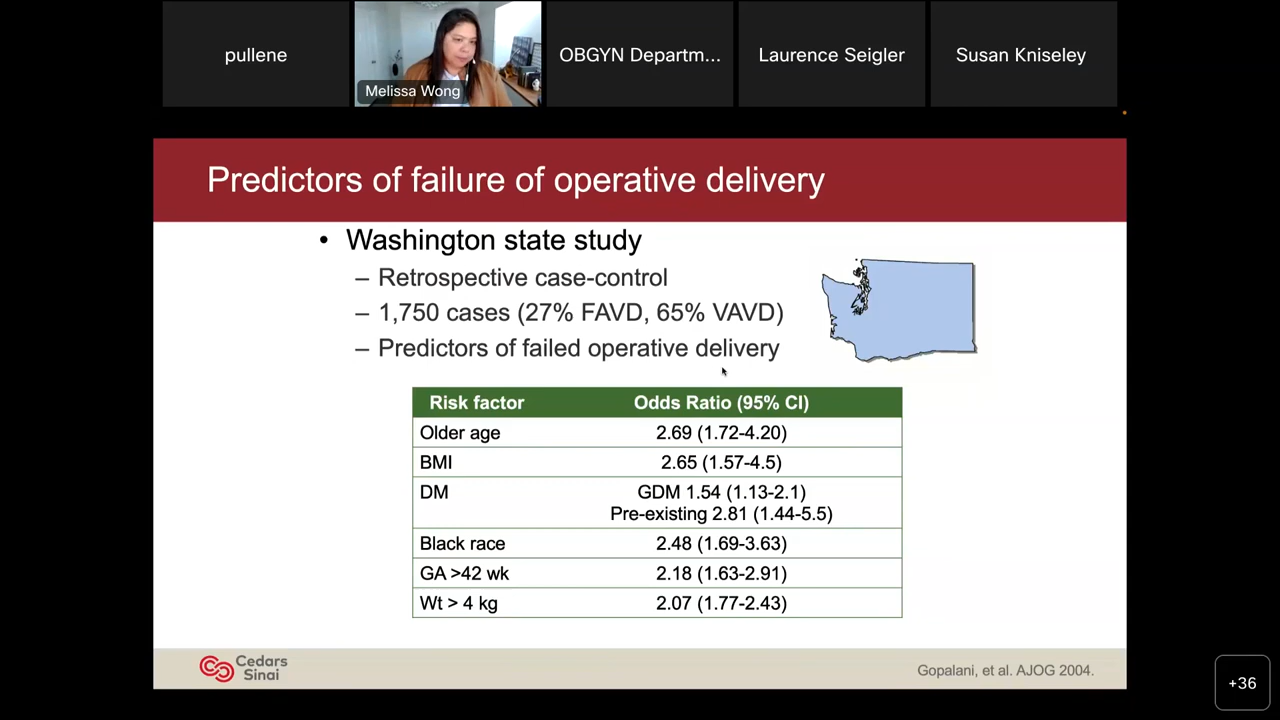 pullene
Melissa Wong
OBGYN Departm...
Laurence Seigler
Susan Kniseley
Predictors of failure of operative delivery
• Washington state study
– Retrospective case-control
– 1,750 cases (27% FAVD, 65% VAVD)
– Predictors of failed operative delivery
Risk factor Odds Ratio (95% CI)
Older age 2.69 (1.72-4.20)
BMI 2.65 (1.57-4.5)
DM GDM 1.54 (1.13-2.1)
Pre-existing 2.81 (1.44-5.5)
Black race 2.48 (1.69-3.63)
GA >42 wk 2.18 (1.63-2.91)
Wt > 4 kg 2.07 (1.77-2.43)
Cedars
Sinai
Gopalani, et al. AJOG 2004.
+36